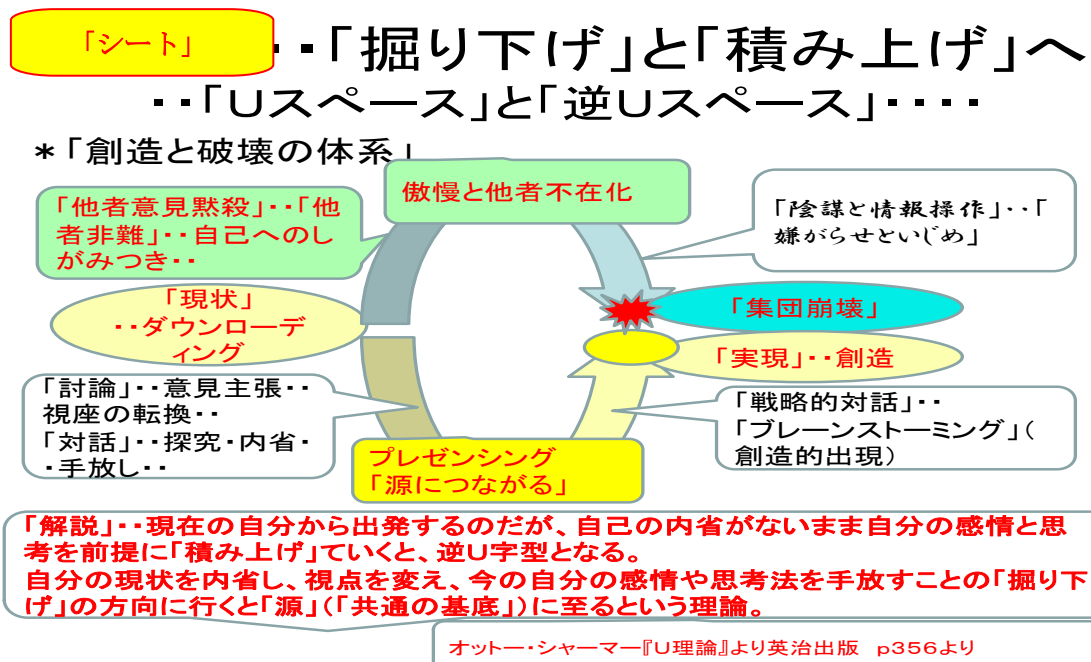 「シート」
・・「掘り下げ」と「積み上げ」へ
・・「Uスペース」と「逆Uスペース」・・・・
*「創造と破壊の体系」
傲慢と他者不在化
「他者意見黙殺」・・「他
者非難」・・自己へのし
がみつき・・
「陰謀と情報操作」・・「
嫌がらせといじめ」
「現状」
・・ダウンローデ
ィング
「集団崩壊」
「実現」・・創造
「討論」・・意見主張・・
視座の転換・・
「対話」・・探究・内省・
・手放し・・
「戦略的対話」・・
「ブレーンストーミング」(
創造的出現)
プレゼンシング
「源につながる」
「解説」・・現在の自分から出発するのだが、自己の内省がないまま自分の感情と思
考を前提に「積み上げ」ていくと、逆U字型となる。
自分の現状を内省し、視点を変え、今の自分の感情や思考法を手放すことの「掘り下
げ」の方向に行くと「源」(「共通の基底」)に至るという理論。
オットー・シャーマー『U理論』より英治出版 p356より